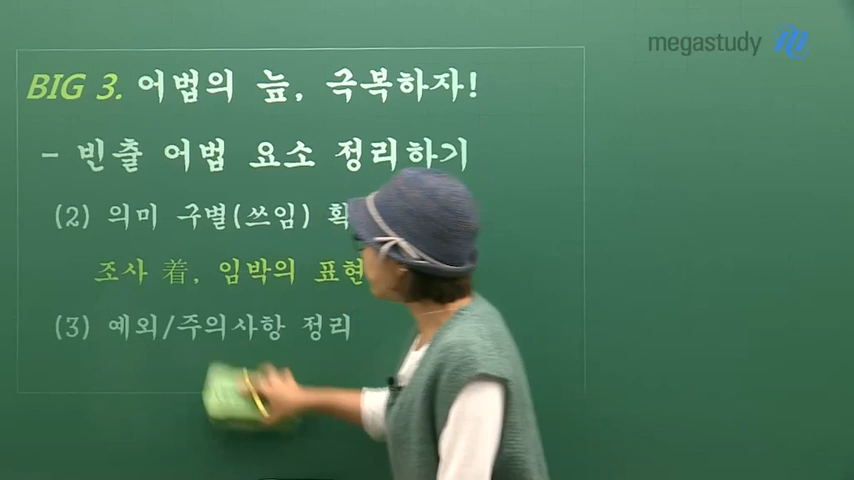 megastudy
BIG 3. 어법의 늪, 극복하자!
- 빈출 어법 요소 정리하기
(2) 의미 구별(쓰임)
조사 着, 임박의 표현
(3) 예외/주의사항 정리